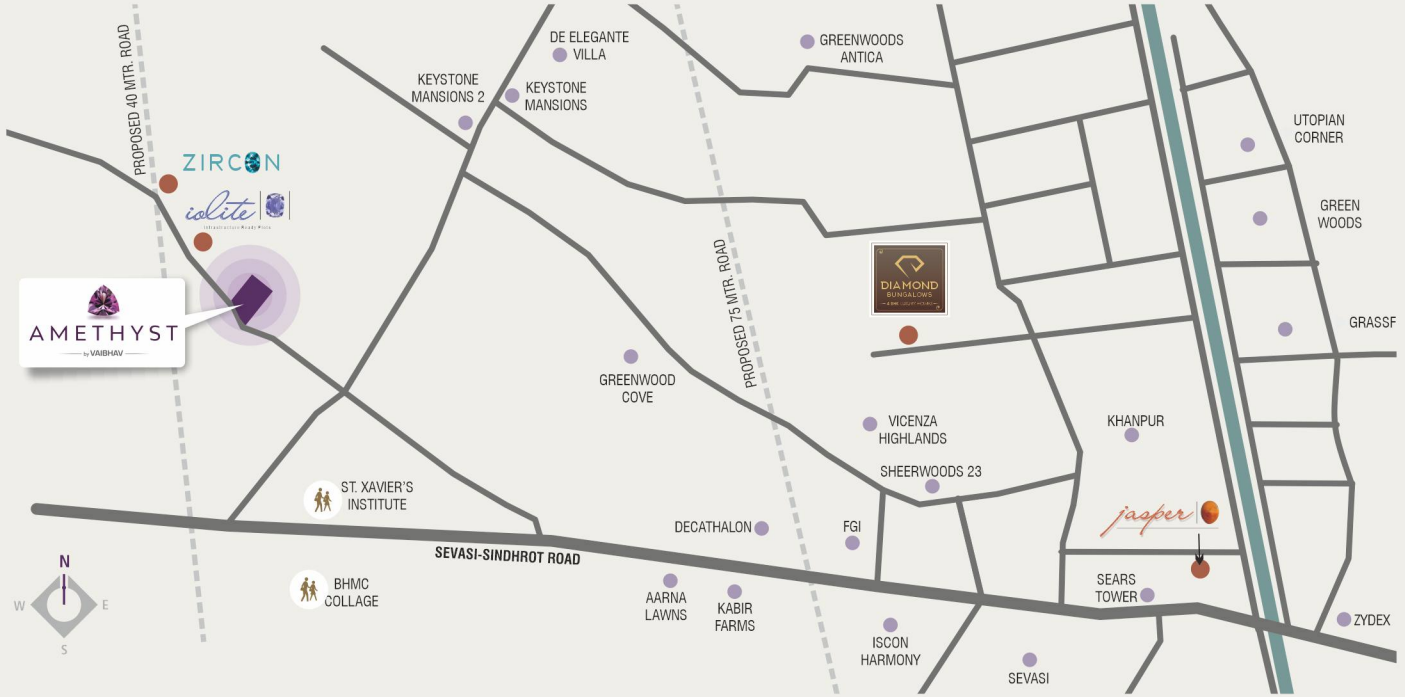 DE ELEGANTE
VILLA
GREENWOODS
ANTICA
PROPOSED 40 MTR. ROAD
KEYSTONE
MANSIONS 2
KEYSTONE
MANSIONS
UTOPIAN
CORNER
ZIRCON
iolite
Infrastructure Ready Plots
GREEN
WOODS
PROPOSED 75 MTR. ROAD
DIAMOND
BUNGALOWS
AMETHYST
by VAIBHAV
GRASSF
GREENWOOD
COVE
VICENZA
HIGHLANDS
KHANPUR
SHEERWOODS 23
ST. XAVIER'S
INSTITUTE
jasper
DECATHALON
FGI
SEVASI-SINDHROT ROAD
N
W
E
S
BHMC
COLLAGE
AARNA
LAWNS
KABIR
FARMS
SEARS
TOWER
ISCON
HARMONY
ZYDEX
SEVASI